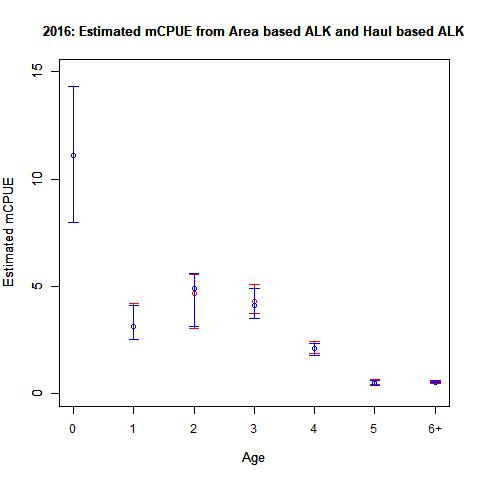 2016: Estimated mCPUE from Area based ALK and Haul based ALK
Estimated mCPUE
15
10
5
0
0 1 2 3 4 5 6+
Age